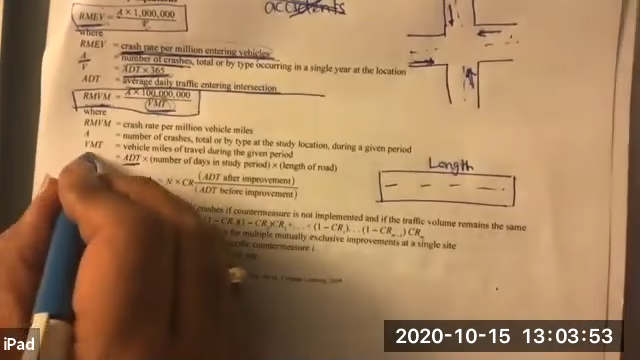 accidents
RMEV = A × 1,000,000
V
where
RMEV = crash rate per million entering vehicles
A = number of crashes, total or by type occurring in a single year at the location
V = ADT × 365
ADT = average daily traffic entering intersection
RMVM = A × 100,000,000
VMT
where
RMVM = crash rate per million vehicle miles
A = number of crashes, total or by type at the study location, during a given period
VMT = vehicle miles of travel during the given period
= ADT × (number of days in study period) × (length of road)
Length
= N × CR (ADT after improvement)
(ADT before improvement)
crashes if countermeasure is not implemented and if the traffic volume remains the same
for multiple mutually exclusive improvements at a single site
countermeasure i
iPad
2020-10-15 13:03:53